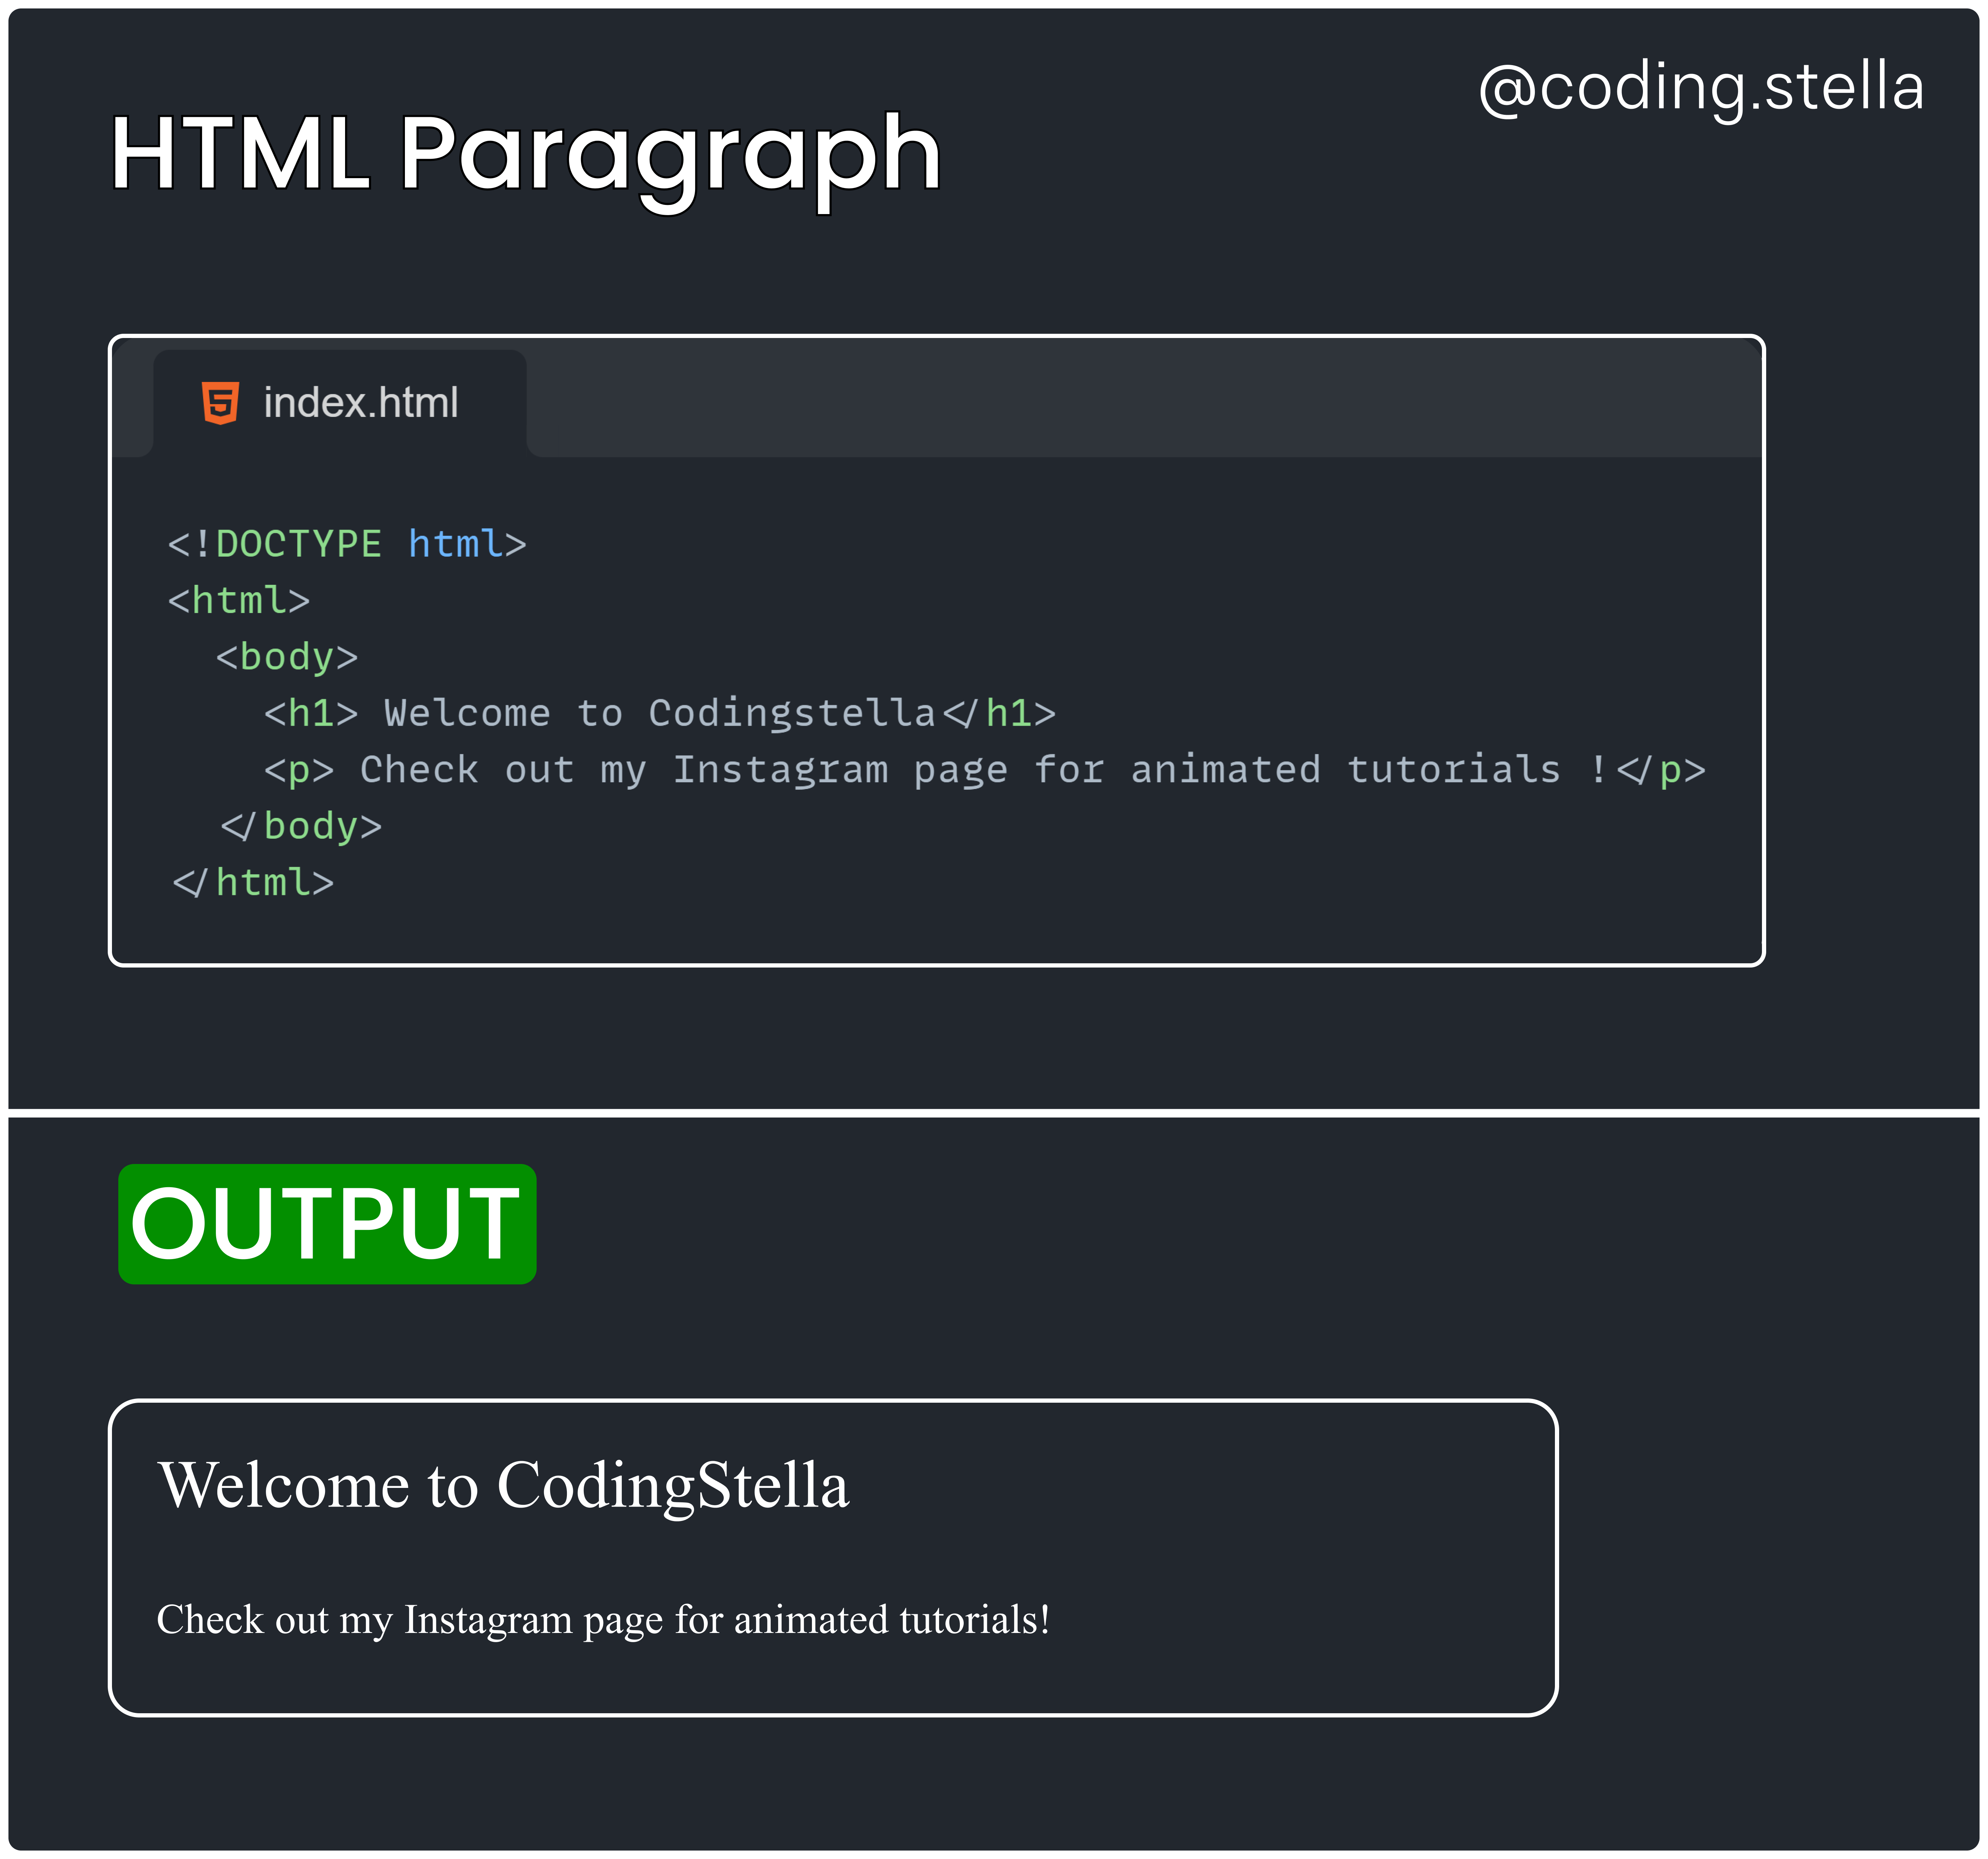 @coding.stella
HTML Paragraph
index.html
<!DOCTYPE html>
<html>
  <body>
    <h1> Welcome to Codingstella</h1>
    <p> Check out my Instagram page for animated tutorials !</p>
  </body>
</html>
OUTPUT
Welcome to CodingStella
Check out my Instagram page for animated tutorials!